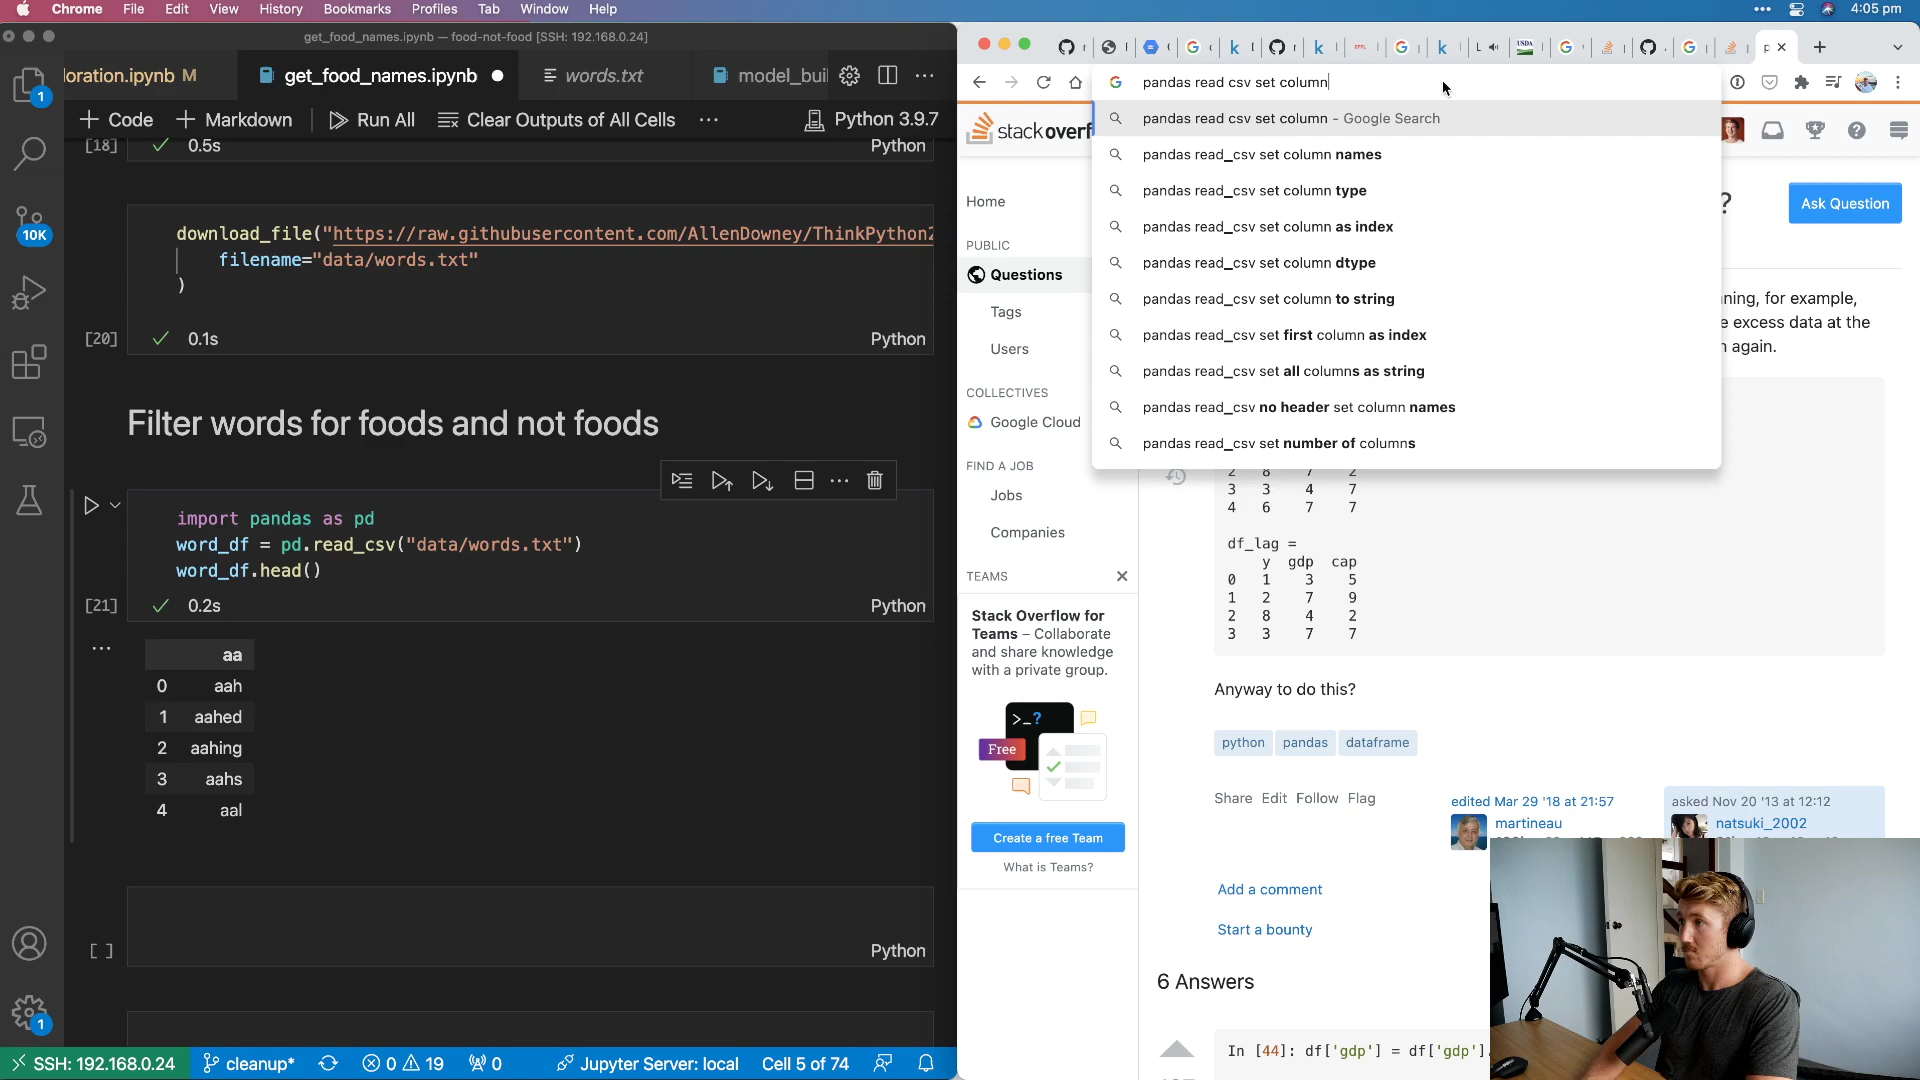 Chrome File Edit View History Bookmarks Profiles Tab Window Help
4:05 pm
get_food_names.ipynb — food-not-food [SSH: 192.168.0.24]
loration.ipynb M
get_food_names.ipynb
words.txt
model_buil
Code
Markdown
Run All
Clear Outputs of All Cells
Python 3.9.7
[18]
0.5s
Python
download_file("https://raw.githubusercontent.com/AllenDowney/ThinkPython2
filename="data/words.txt"
)
[20]
0.1s
Python
Filter words for foods and not foods
import pandas as pd
word_df = pd.read_csv("data/words.txt")
word_df.head()
[21]
0.2s
Python
aa
0 aah
1 aahed
2 aahing
3 aahs
4 aal
[ ]
Python
1
10K
1
SSH: 192.168.0.24
cleanup*
0
19
0
Jupyter Server: local
Cell 5 of 74
pandas read csv set column
pandas read csv set column - Google Search
pandas read_csv set column names
pandas read_csv set column type
pandas read_csv set column as index
pandas read_csv set column dtype
pandas read_csv set column to string
pandas read_csv set first column as index
pandas read_csv set all columns as string
pandas read_csv no header set column names
pandas read_csv set number of columns
stack overf
Home
PUBLIC
Questions
Tags
Users
COLLECTIVES
Google Cloud
FIND A JOB
Jobs
Companies
TEAMS
Stack Overflow for
Teams – Collaborate
and share knowledge
with a private group.
>_?
Free
Create a free Team
What is Teams?
?
Ask Question
ning, for example,
e excess data at the
n again.
2 8 7 2
3 3 4 7
4 6 7 7
df_lag =
y gdp cap
0 1 3 5
1 2 7 9
2 8 4 2
3 3 7 7
Anyway to do this?
python pandas dataframe
Share Edit Follow Flag
edited Mar 29 '18 at 21:57
martineau
asked Nov 20 '13 at 12:12
natsuki_2002
Add a comment
Start a bounty
6 Answers
In [44]: df['gdp'] = df['gdp'].